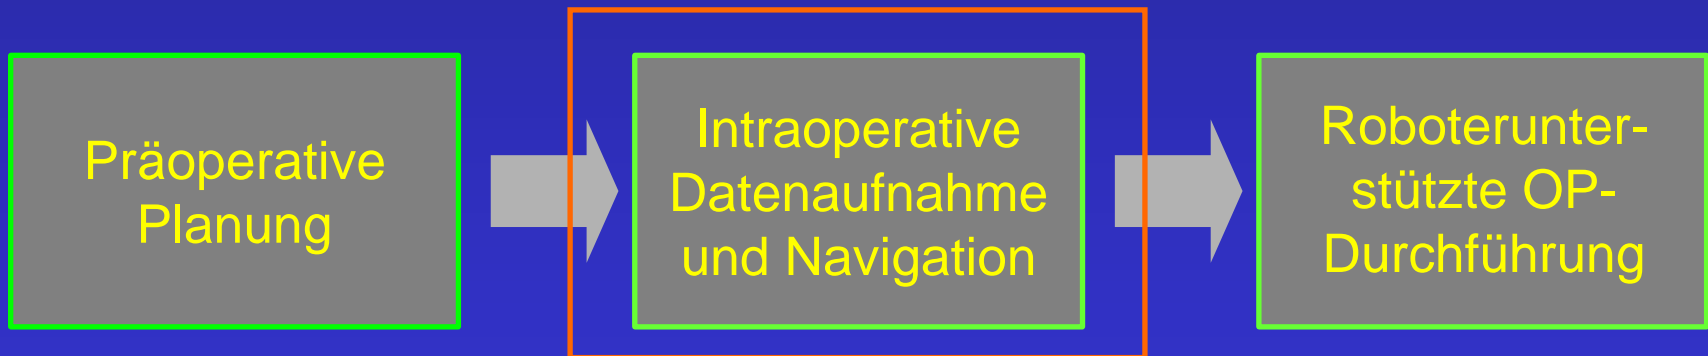 Präoperative
Planung
Intraoperative
Datenaufnahme
und Navigation
Roboterunter-
stützte OP-
Durchführung